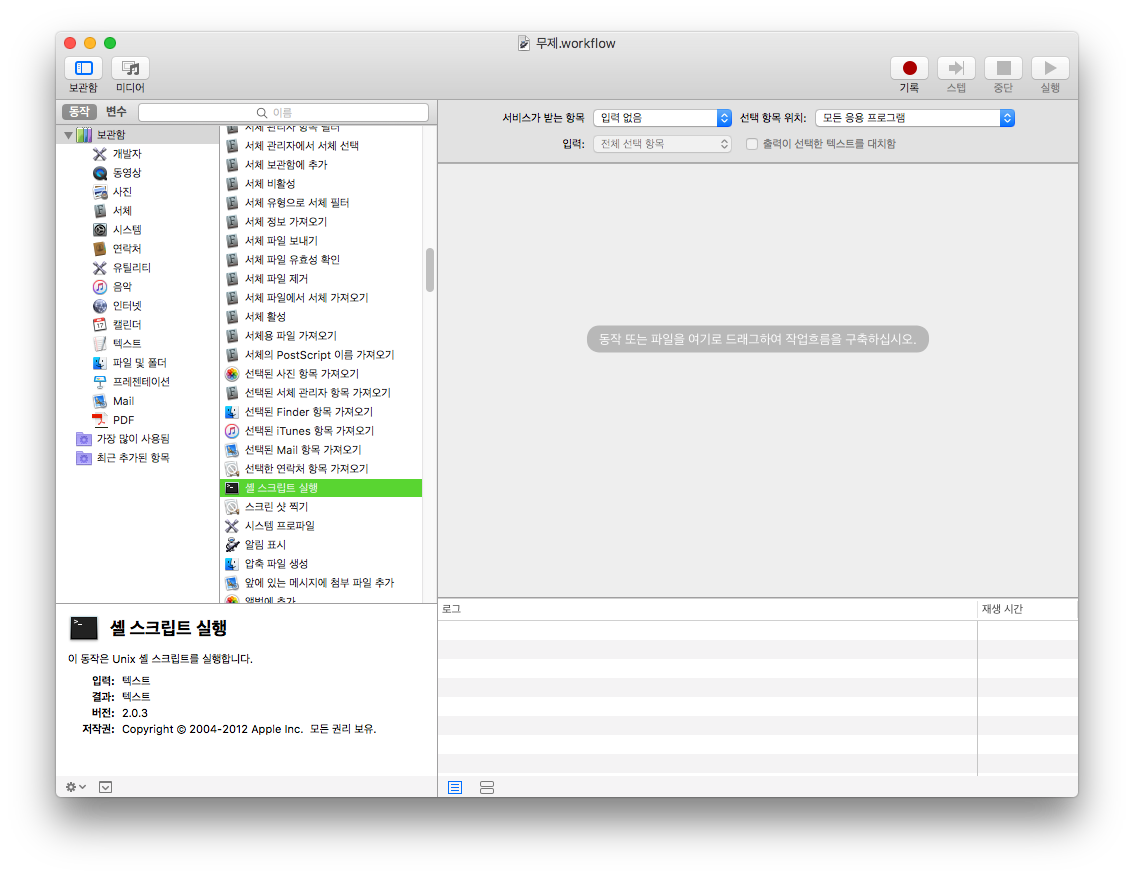 무제.workflow
보관함
미디어
기록
스텝
중단
실행
동작 변수 이름
서비스가 받는 항목 입력 없음 선택 항목 위치: 모든 응용 프로그램
입력: 전체 선택 항목 출력이 선택한 텍스트를 대치함
보관함
개발자
동영상
사진
서체
시스템
연락처
유틸리티
음악
인터넷
캘린더
텍스트
파일 및 폴더
프레젠테이션
Mail
PDF
가장 많이 사용됨
최근 추가된 항목
서체 관리자 항목 필터
서체 관리자에서 서체 선택
서체 보관함에 추가
서체 비활성
서체 유형으로 서체 필터
서체 정보 가져오기
서체 파일 보내기
서체 파일 유효성 확인
서체 파일 제거
서체 파일에서 서체 가져오기
서체 활성
서체용 파일 가져오기
서체의 PostScript 이름 가져오기
선택된 사진 항목 가져오기
선택된 서체 관리자 항목 가져오기
선택된 Finder 항목 가져오기
선택된 iTunes 항목 가져오기
선택된 Mail 항목 가져오기
선택한 연락처 항목 가져오기
셸 스크립트 실행
스크린 샷 찍기
시스템 프로파일
알림 표시
압축 파일 생성
앞에 있는 메시지에 첨부 파일 추가
앨범에 추가
동작 또는 파일을 여기로 드래그하여 작업흐름을 구축하십시오.
셸 스크립트 실행
이 동작은 Unix 셸 스크립트를 실행합니다.
입력: 텍스트
결과: 텍스트
버전: 2.0.3
저작권: Copyright © 2004-2012 Apple Inc. 모든 권리 보유.
로그 재생 시간